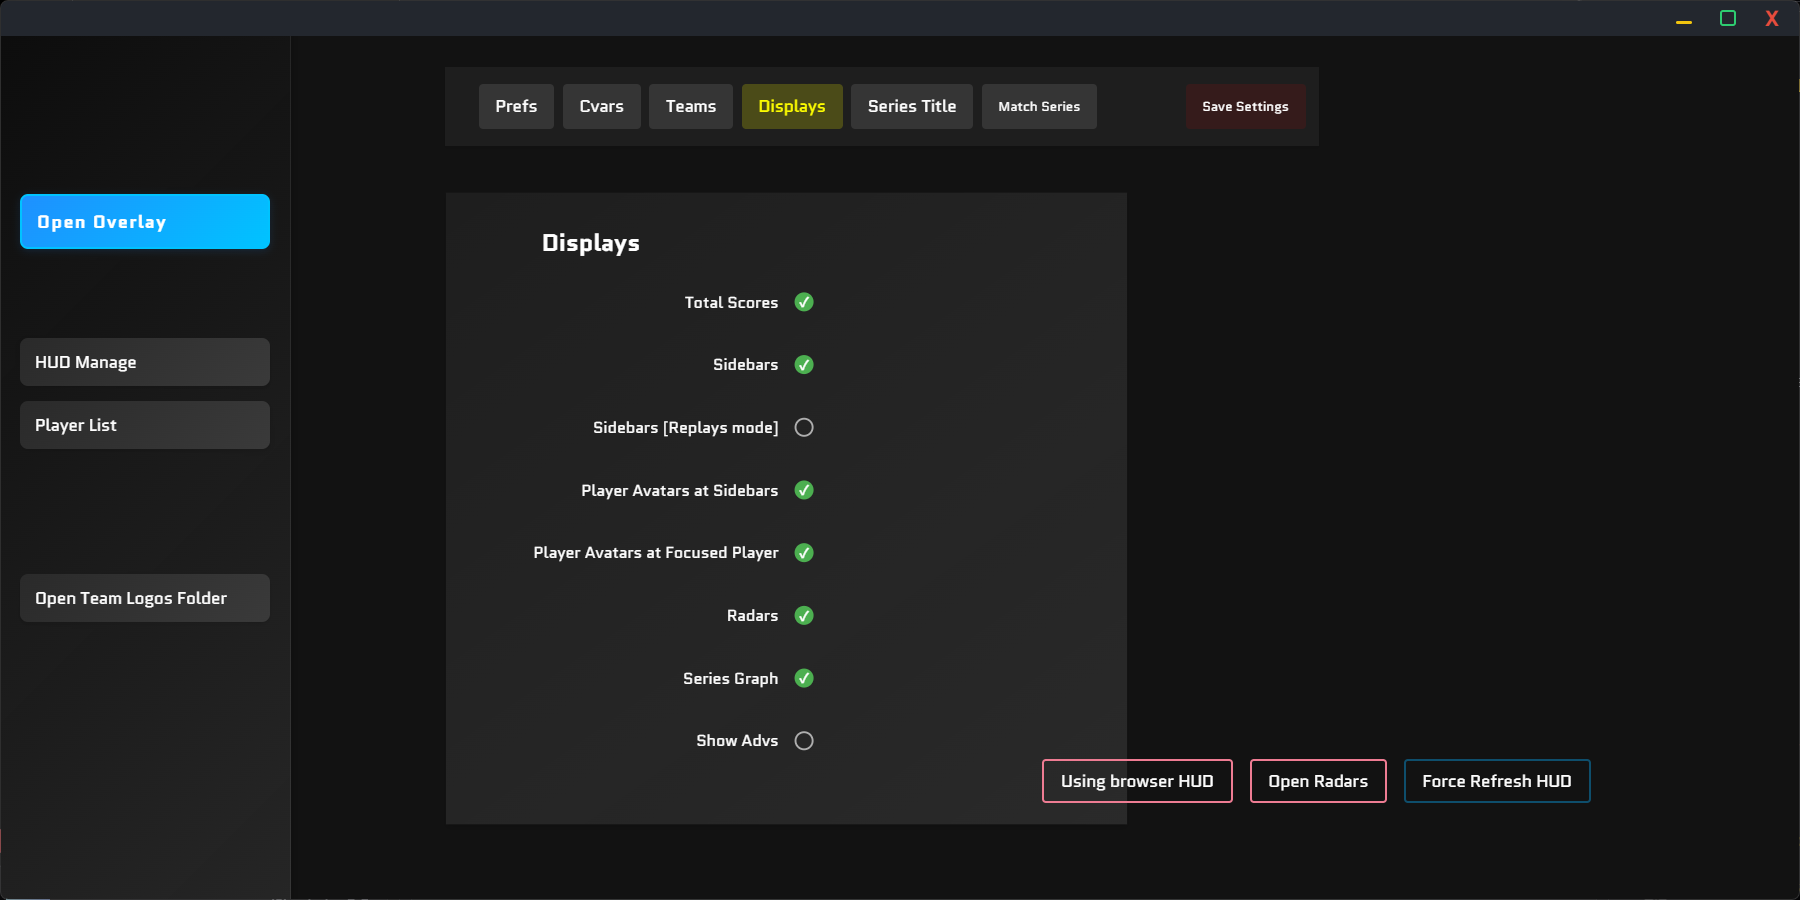 X
Prefs
Cvars
Teams
Displays
Series Title
Match Series
Save Settings
Open Overlay
HUD Manage
Player List
Open Team Logos Folder
Displays
Total Scores
Sidebars
Sidebars [Replays mode]
Player Avatars at Sidebars
Player Avatars at Focused Player
Radars
Series Graph
Show Advs
Using browser HUD
Open Radars
Force Refresh HUD